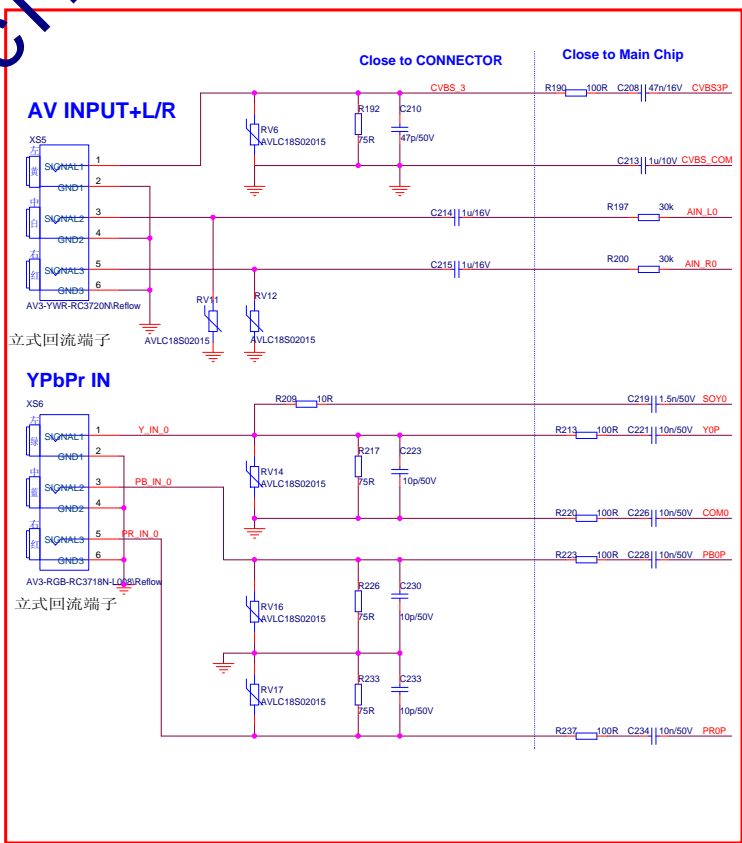 Close to CONNECTOR
Close to Main Chip
CVBS_3
R190 100R C208 47n/16V CVBS3P
AV INPUT+L/R
R192 C210
RV6
AVLC18S02015
75R 47p/50V
XS5
左
黄
SIGNAL1 1
GND1 2
C213 1u/10V CVBS_COM
中
白
SIGNAL2 3
GND2 4
C214 1u/16V
R197 30k AIN_L0
右
红
SIGNAL3 5
GND3 6
C215 1u/16V
R200 30k AIN_R0
AV3-YWR-RC3720N\Reflow
RV11
AVLC18S02015
RV12
AVLC18S02015
立式回流端子
YPbPr IN
XS6
R209 10R
C219 1.5n/50V SOY0
左
绿
SIGNAL1 1 Y_IN_0
GND1 2
R213 100R C221 10n/50V Y0P
R217 C223
RV14
AVLC18S02015
75R 10p/50V
中
蓝
SIGNAL2 3 PB_IN_0
GND2 4
R220 100R C226 10n/50V COM0
右
红
SIGNAL3 5 PR_IN_0
GND3 6
R223 100R C228 10n/50V PB0P
AV3-RGB-RC3718N-L008\Reflow
立式回流端子
R226 C230
RV16
AVLC18S02015
75R 10p/50V
R233 C233
RV17
AVLC18S02015
75R 10p/50V
R237 100R C234 10n/50V PR0P